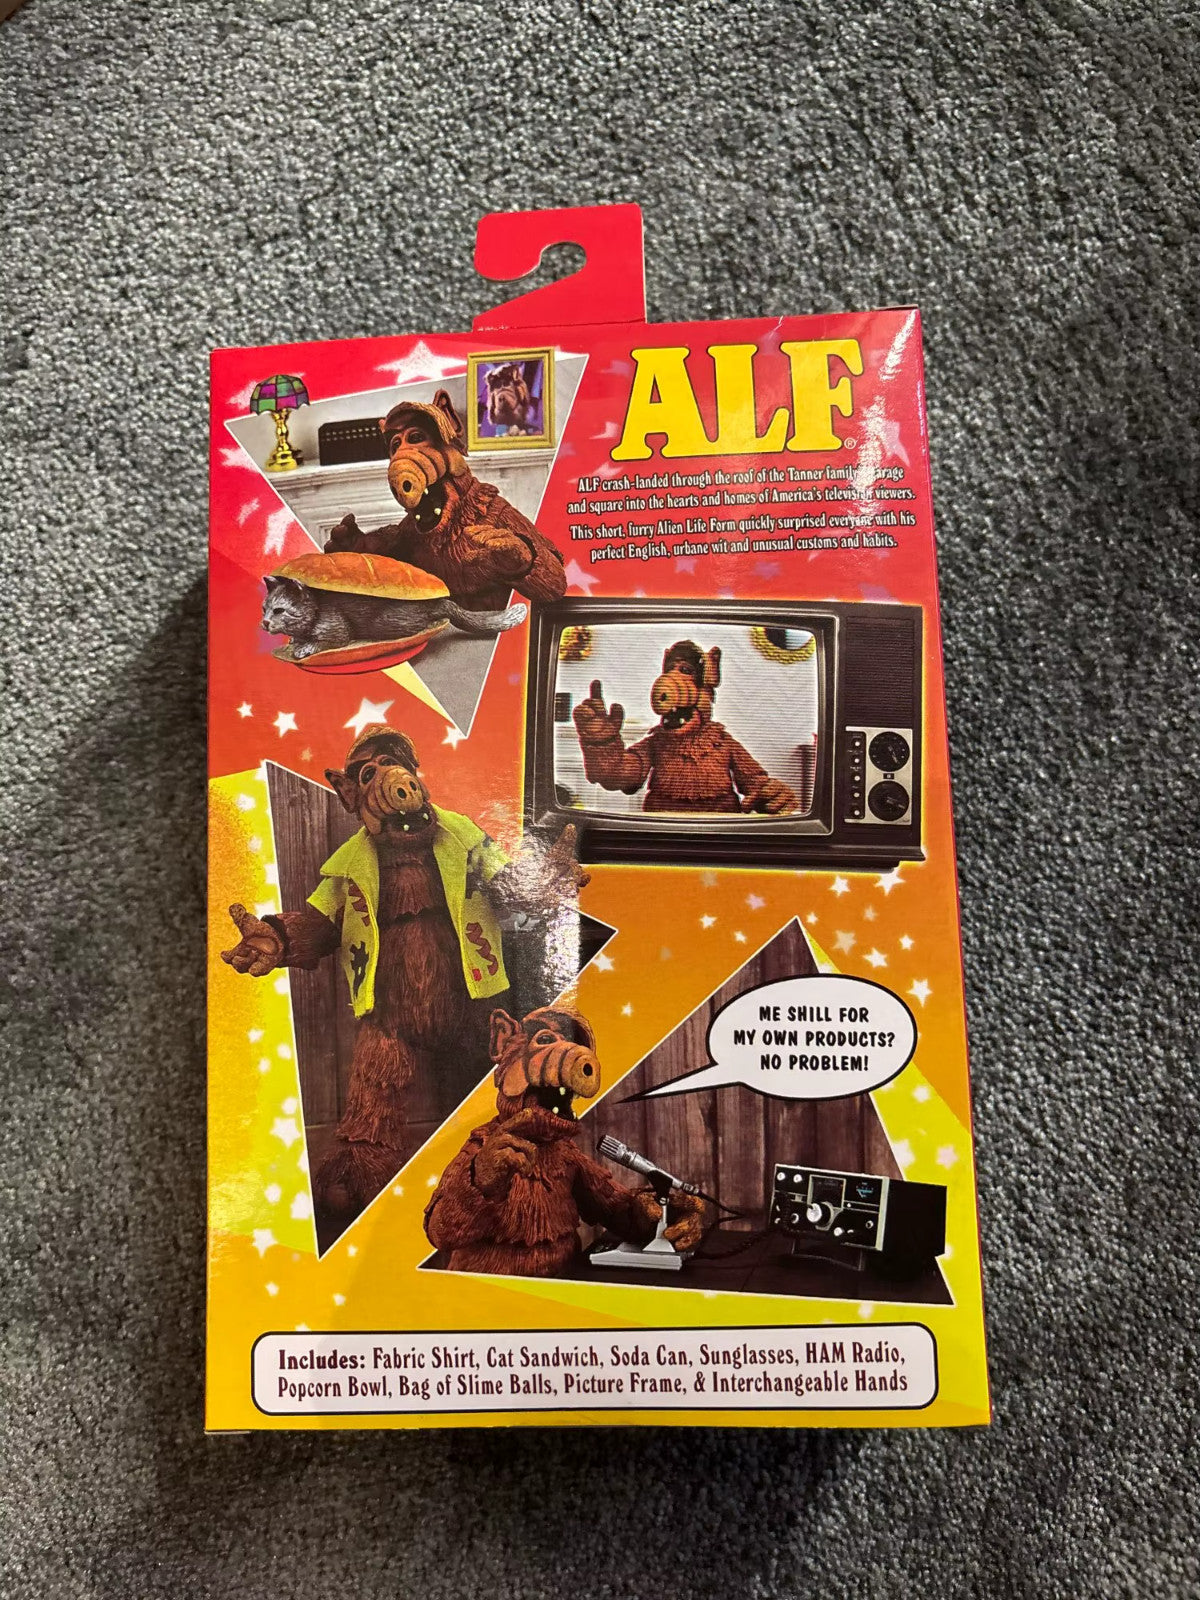 ALF®
ALF crash-landed through the roof of the Tanner family garage
and square into the hearts and homes of America's television viewers.
This short, furry Alien Life Form quickly surprised everyone with his
perfect English, urbane wit and unusual customs and habits.
ME SHILL FOR
MY OWN PRODUCTS?
NO PROBLEM!
Includes: Fabric Shirt, Cat Sandwich, Soda Can, Sunglasses, HAM Radio,
Popcorn Bowl, Bag of Slime Balls, Picture Frame, & Interchangeable Hands